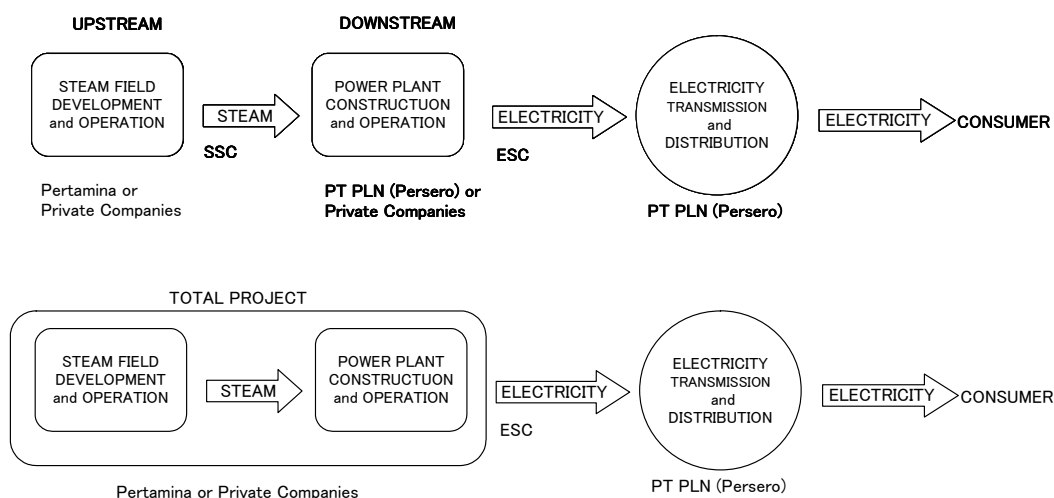 UPSTREAM
DOWNSTREAM
STEAM FIELD
DEVELOPMENT
and OPERATION
STEAM
SSC
POWER PLANT
CONSTRUCTUON
and OPERATION
ELECTRICITY
ESC
ELECTRICITY
TRANSMISSION
and
DISTRIBUTION
ELECTRICITY
CONSUMER
Pertamina or
Private Companies
PT PLN (Persero) or
Private Companies
PT PLN (Persero)
TOTAL PROJECT
STEAM FIELD
DEVELOPMENT
and OPERATION
STEAM
POWER PLANT
CONSTRUCTUON
and OPERATION
ELECTRICITY
ESC
ELECTRICITY
TRANSMISSION
and
DISTRIBUTION
ELECTRICITY
CONSUMER
Pertamina or Private Companies
PT PLN (Persero)